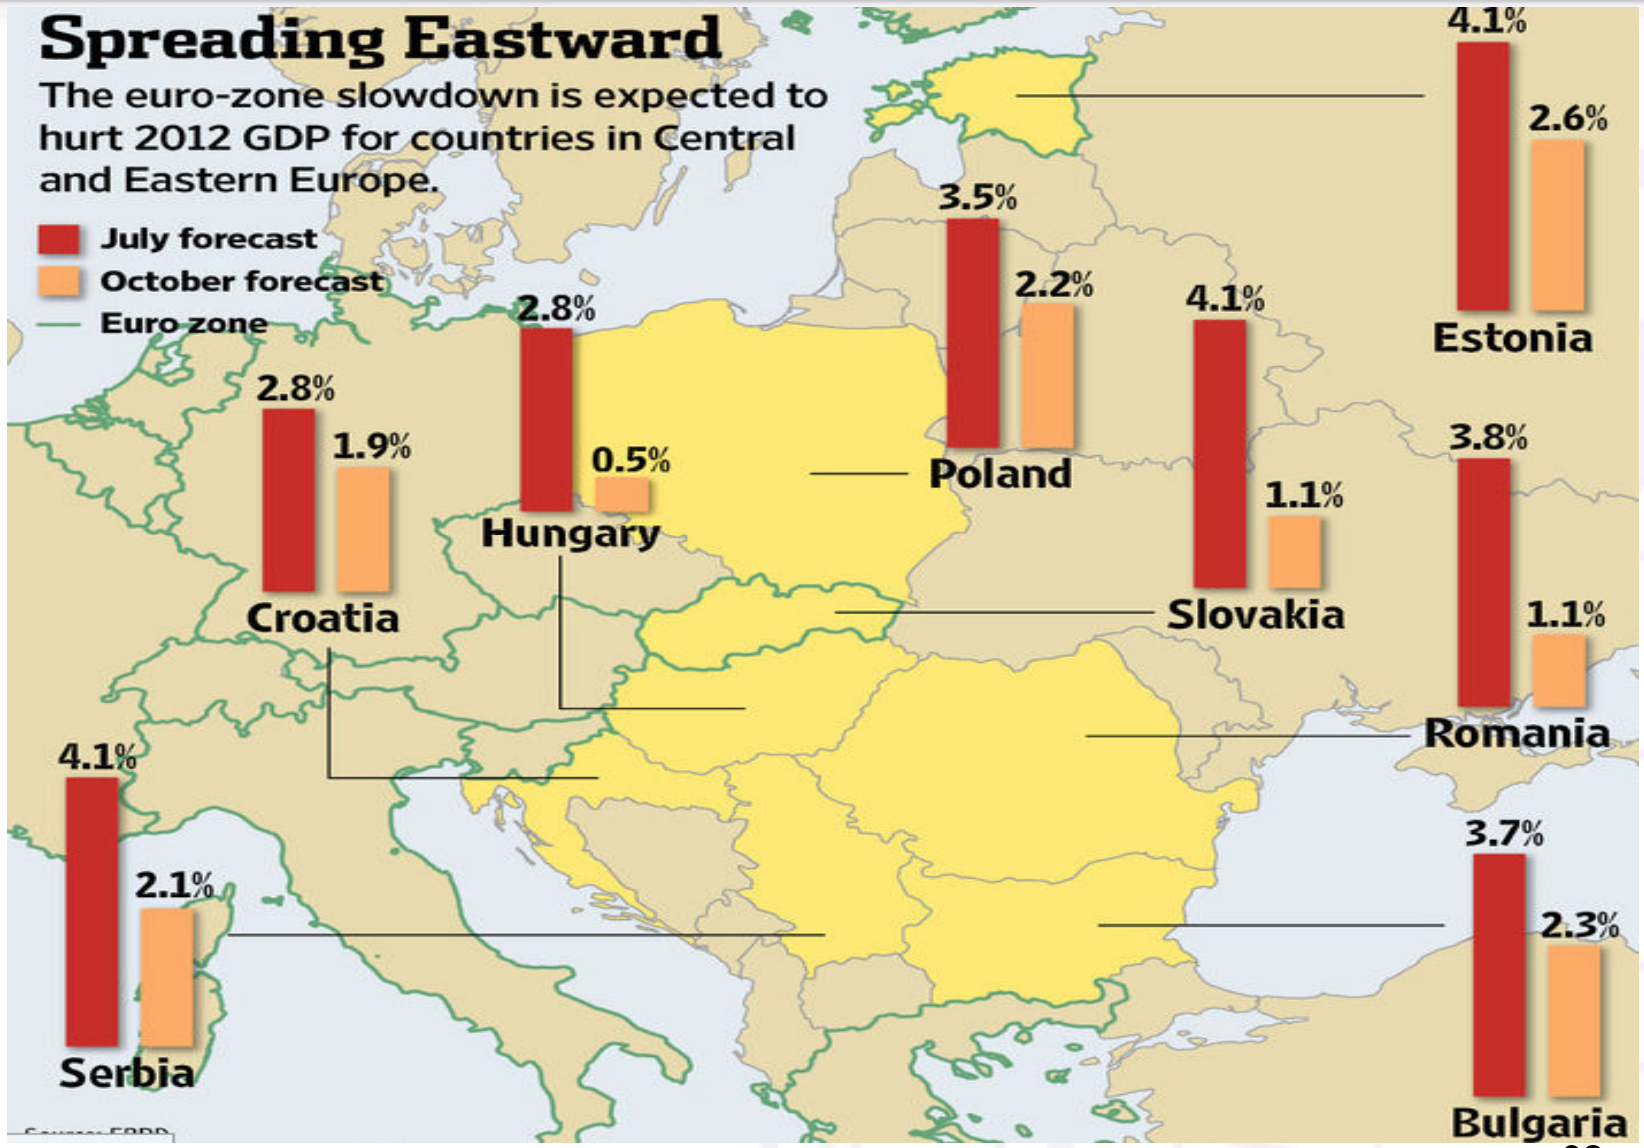 Spreading Eastward
The euro-zone slowdown is expected to
hurt 2012 GDP for countries in Central
and Eastern Europe.
July forecast
October forecast
Euro zone
4.1%
2.6%
Estonia
3.5%
2.2%
Poland
4.1%
1.1%
Slovakia
2.8%
0.5%
Hungary
2.8%
1.9%
Croatia
3.8%
1.1%
Romania
4.1%
2.1%
Serbia
3.7%
2.3%
Bulgaria